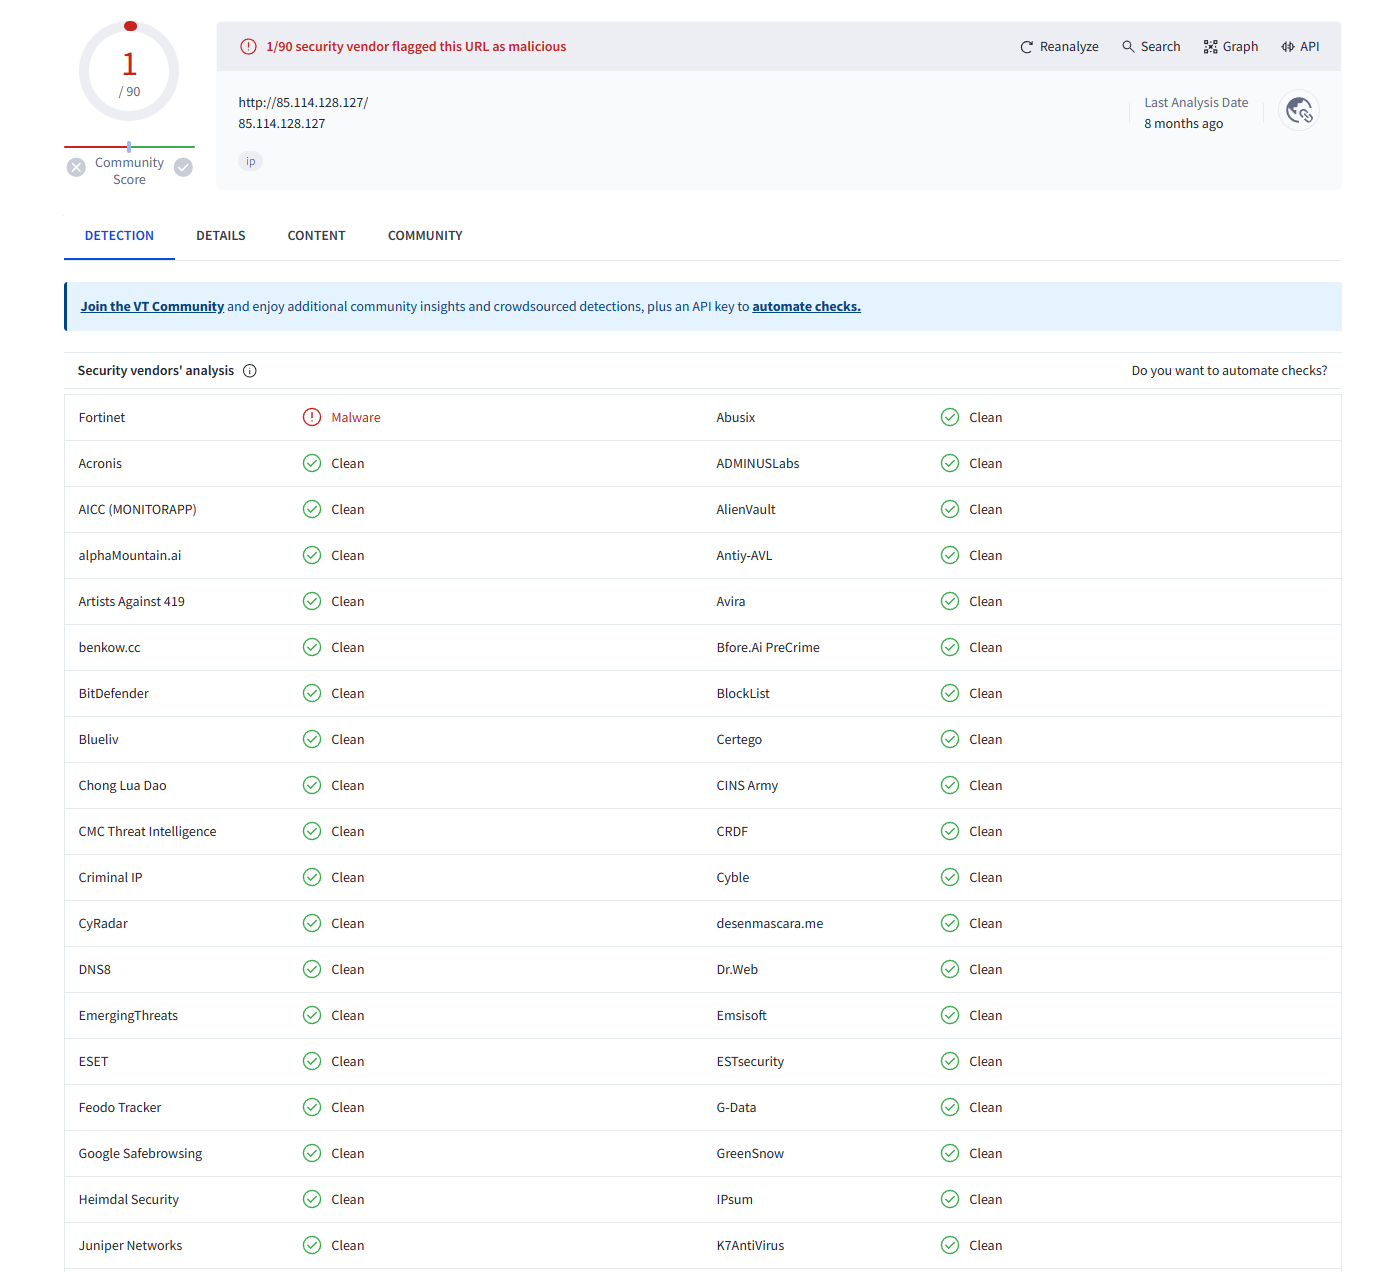 1
/ 90
Community
Score
1/90 security vendor flagged this URL as malicious
Reanalyze Search Graph API
http://85.114.128.127/
85.114.128.127
ip
Last Analysis Date
8 months ago
DETECTION DETAILS CONTENT COMMUNITY
Join the VT Community and enjoy additional community insights and crowdsourced detections, plus an API key to automate checks.
Security vendors' analysis Do you want to automate checks?
Fortinet Malware Abusix Clean
Acronis Clean ADMINUSLabs Clean
AICC (MONITORAPP) Clean AlienVault Clean
alphaMountain.ai Clean Antiy-AVL Clean
Artists Against 419 Clean Avira Clean
benkow.cc Clean Bfore.Ai PreCrime Clean
BitDefender Clean BlockList Clean
Blueliv Clean Certego Clean
Chong Lua Dao Clean CINS Army Clean
CMC Threat Intelligence Clean CRDF Clean
Criminal IP Clean Cyble Clean
CyRadar Clean desenmascara.me Clean
DNS8 Clean Dr.Web Clean
EmergingThreats Clean Emsisoft Clean
ESET Clean ESTsecurity Clean
Feodo Tracker Clean G-Data Clean
Google Safebrowsing Clean GreenSnow Clean
Heimdal Security Clean IPsum Clean
Juniper Networks Clean K7AntiVirus Clean